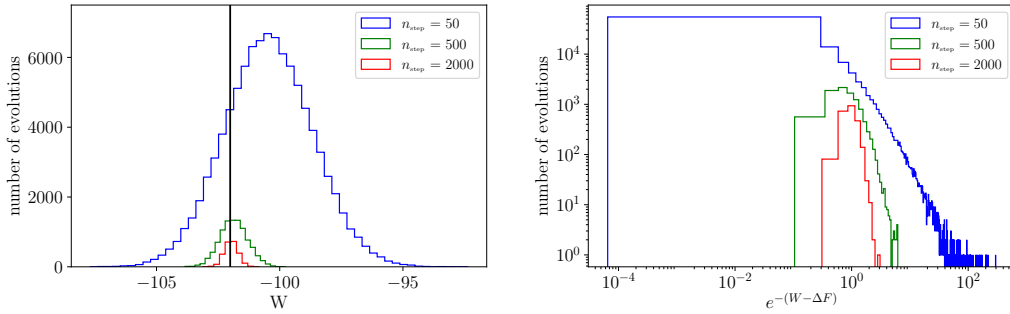 number of evolutions
6000
4000
2000
0
−105
−100
−95
W
n_step = 50
n_step = 500
n_step = 2000
number of evolutions
10^4
10^3
10^2
10^1
10^0
10^−4
10^−2
10^0
10^2
e^−(W−ΔF)
n_step = 50
n_step = 500
n_step = 2000